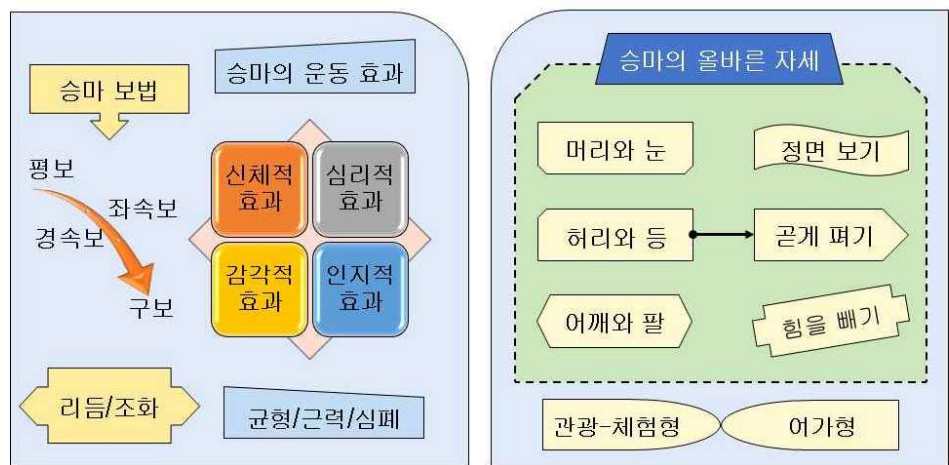 승마의 운동 효과
승마 보법
평보
좌속보
경속보
구보
신체적
효과
심리적
효과
감각적
효과
인지적
효과
리듬/조화
균형/근력/심폐
승마의 올바른 자세
머리와 눈
정면 보기
허리와 등
곧게 펴기
어깨와 팔
힘을 빼기
관광-체험형
여가형